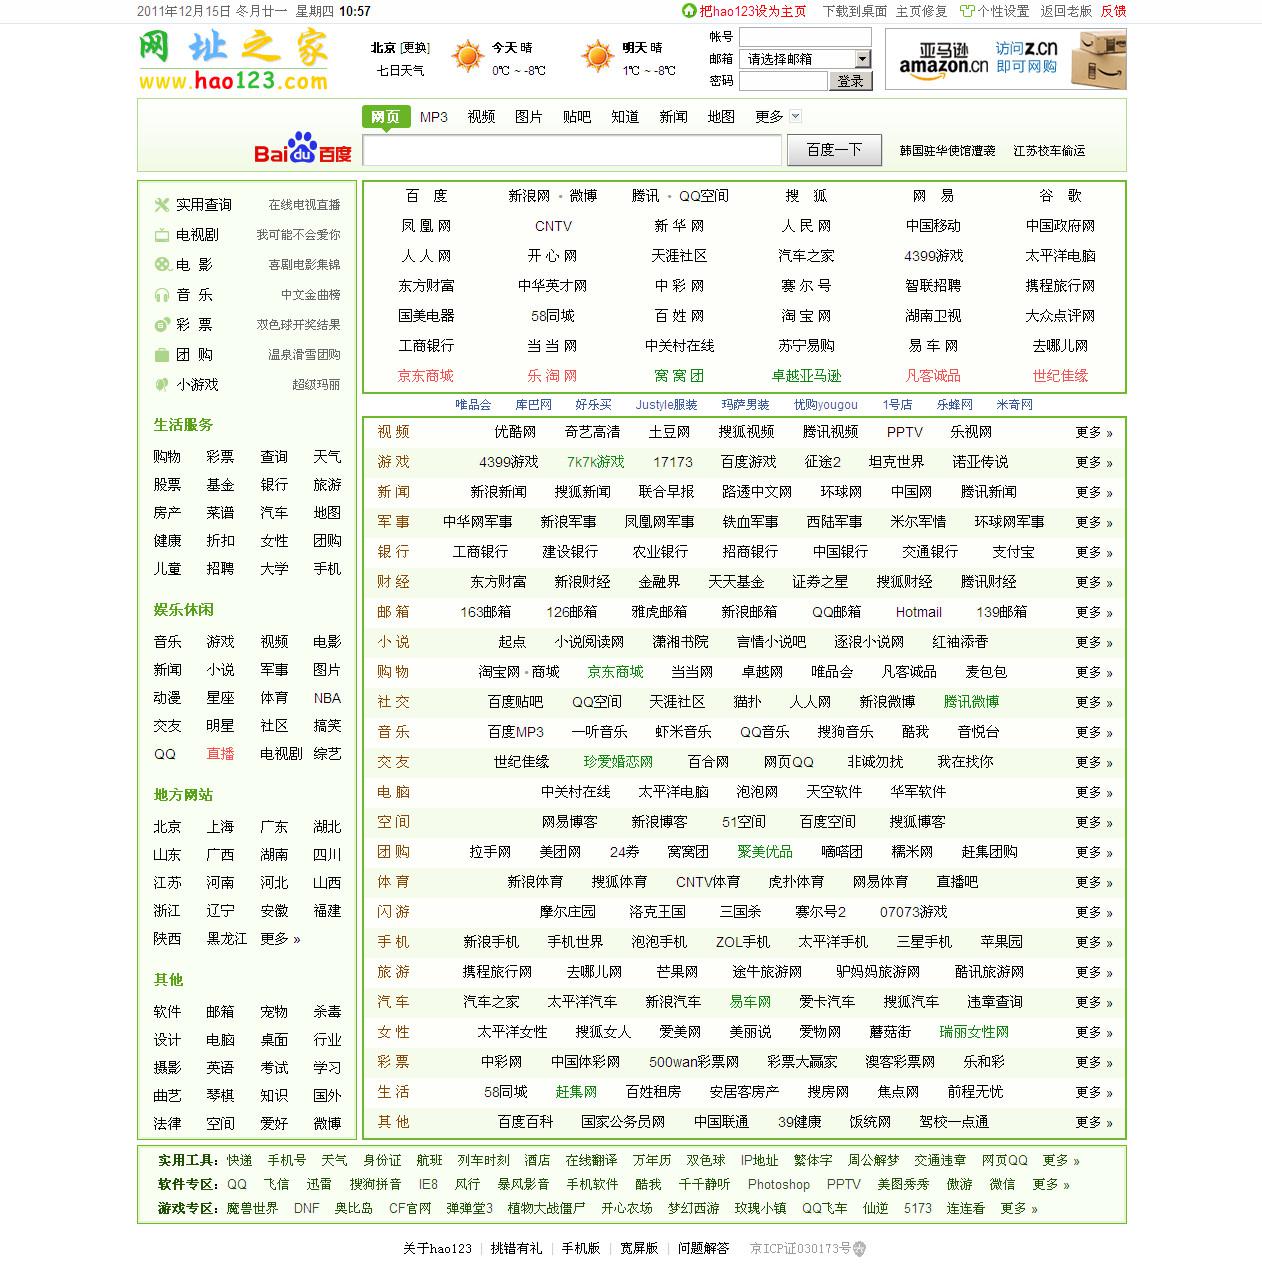 2011年12月15日 冬月廿一 星期四 10:57 把hao123设为主页 下载到桌面 主页修复 个性设置 返回老版 反馈
网址之家
www.hao123.com
北京 [更换] 今天 晴 明天 晴
七日天气 0℃ ~ -8℃ 1℃ ~ -8℃
帐号
邮箱 请选择邮箱
密码 登录
亚马逊 amazon.cn 访问z.cn 即可网购
网页 MP3 视频 图片 贴吧 知道 新闻 地图 更多
Bai du 百度 百度一下 韩国驻华使馆遭袭 江苏校车偷运
实用查询 在线电视直播
电视剧 我可能不会爱你
电 影 喜剧电影集锦
音 乐 中文金曲榜
彩 票 双色球开奖结果
团 购 温泉滑雪团购
小游戏 超级玛丽
生活服务
购物 彩票 查询 天气
股票 基金 银行 旅游
房产 菜谱 汽车 地图
健康 折扣 女性 团购
儿童 招聘 大学 手机
娱乐休闲
音乐 游戏 视频 电影
新闻 小说 军事 图片
动漫 星座 体育 NBA
交友 明星 社区 搞笑
QQ 直播 电视剧 综艺
地方网站
北京 上海 广东 湖北
山东 广西 湖南 四川
江苏 河南 河北 山西
浙江 辽宁 安徽 福建
陕西 黑龙江 更多 »
其他
软件 邮箱 宠物 杀毒
设计 电脑 桌面 行业
摄影 英语 考试 学习
曲艺 琴棋 知识 国外
法律 空间 爱好 微博
百 度 新浪网 • 微博 腾讯 • QQ空间 搜 狐 网 易 谷 歌
凤 凰 网 CNTV 新 华 网 人 民 网 中国移动 中国政府网
人 人 网 开 心 网 天涯社区 汽车之家 4399游戏 太平洋电脑
东方财富 中华英才网 中 彩 网 赛 尔 号 智联招聘 携程旅行网
国美电器 58同城 百 姓 网 淘 宝 网 湖南卫视 大众点评网
工商银行 当 当 网 中关村在线 苏宁易购 易 车 网 去哪儿网
京东商城 乐 淘 网 窝 窝 团 卓越亚马逊 凡客诚品 世纪佳缘
唯品会 库巴网 好乐买 Justyle服装 玛萨男装 优购yougou 1号店 乐蜂网 米奇网
视 频 优酷网 奇艺高清 土豆网 搜狐视频 腾讯视频 PPTV 乐视网 更多 »
游 戏 4399游戏 7k7k游戏 17173 百度游戏 征途2 坦克世界 诺亚传说 更多 »
新 闻 新浪新闻 搜狐新闻 联合早报 路透中文网 环球网 中国网 腾讯新闻 更多 »
军 事 中华网军事 新浪军事 凤凰网军事 铁血军事 西陆军事 米尔军情 环球网军事 更多 »
银 行 工商银行 建设银行 农业银行 招商银行 中国银行 交通银行 支付宝 更多 »
财 经 东方财富 新浪财经 金融界 天天基金 证券之星 搜狐财经 腾讯财经 更多 »
邮 箱 163邮箱 126邮箱 雅虎邮箱 新浪邮箱 QQ邮箱 Hotmail 139邮箱 更多 »
小 说 起点 小说阅读网 潇湘书院 言情小说吧 逐浪小说网 红袖添香 更多 »
购 物 淘宝网 • 商城 京东商城 当当网 卓越网 唯品会 凡客诚品 麦包包 更多 »
社 交 百度贴吧 QQ空间 天涯社区 猫扑 人人网 新浪微博 腾讯微博 更多 »
音 乐 百度MP3 一听音乐 虾米音乐 QQ音乐 搜狗音乐 酷我 音悦台 更多 »
交 友 世纪佳缘 珍爱婚恋网 百合网 网页QQ 非诚勿扰 我在找你 更多 »
电 脑 中关村在线 太平洋电脑 泡泡网 天空软件 华军软件 更多 »
空 间 网易博客 新浪博客 51空间 百度空间 搜狐博客 更多 »
团 购 拉手网 美团网 24券 窝窝团 聚美优品 嘀嗒团 糯米网 赶集团购 更多 »
体 育 新浪体育 搜狐体育 CNTV体育 虎扑体育 网易体育 直播吧 更多 »
闪 游 摩尔庄园 洛克王国 三国杀 赛尔号2 07073游戏 更多 »
手 机 新浪手机 手机世界 泡泡手机 ZOL手机 太平洋手机 三星手机 苹果园 更多 »
旅 游 携程旅行网 去哪儿网 芒果网 途牛旅游网 驴妈妈旅游网 酷讯旅游网 更多 »
汽 车 汽车之家 太平洋汽车 新浪汽车 易车网 爱卡汽车 搜狐汽车 违章查询 更多 »
女 性 太平洋女性 搜狐女人 爱美网 美丽说 爱物网 蘑菇街 瑞丽女性网 更多 »
彩 票 中彩网 中国体彩网 500wan彩票网 彩票大赢家 澳客彩票网 乐和彩 更多 »
生 活 58同城 赶集网 百姓租房 安居客房产 搜房网 焦点网 前程无忧 更多 »
其 他 百度百科 国家公务员网 中国联通 39健康 饭统网 驾校一点通 更多 »
实用工具: 快递 手机号 天气 身份证 航班 列车时刻 酒店 在线翻译 万年历 双色球 IP地址 繁体字 周公解梦 交通违章 网页QQ 更多 »
软件专区: QQ 飞信 迅雷 搜狗拼音 IE8 风行 暴风影音 手机软件 酷我 千千静听 Photoshop PPTV 美图秀秀 傲游 微信 更多 »
游戏专区: 魔兽世界 DNF 奥比岛 CF官网 弹弹堂3 植物大战僵尸 开心农场 梦幻西游 玫瑰小镇 QQ飞车 仙逆 5173 连连看 更多 »
关于hao123 | 挑错有礼 | 手机版 | 宽屏版 | 问题解答 京ICP证030173号